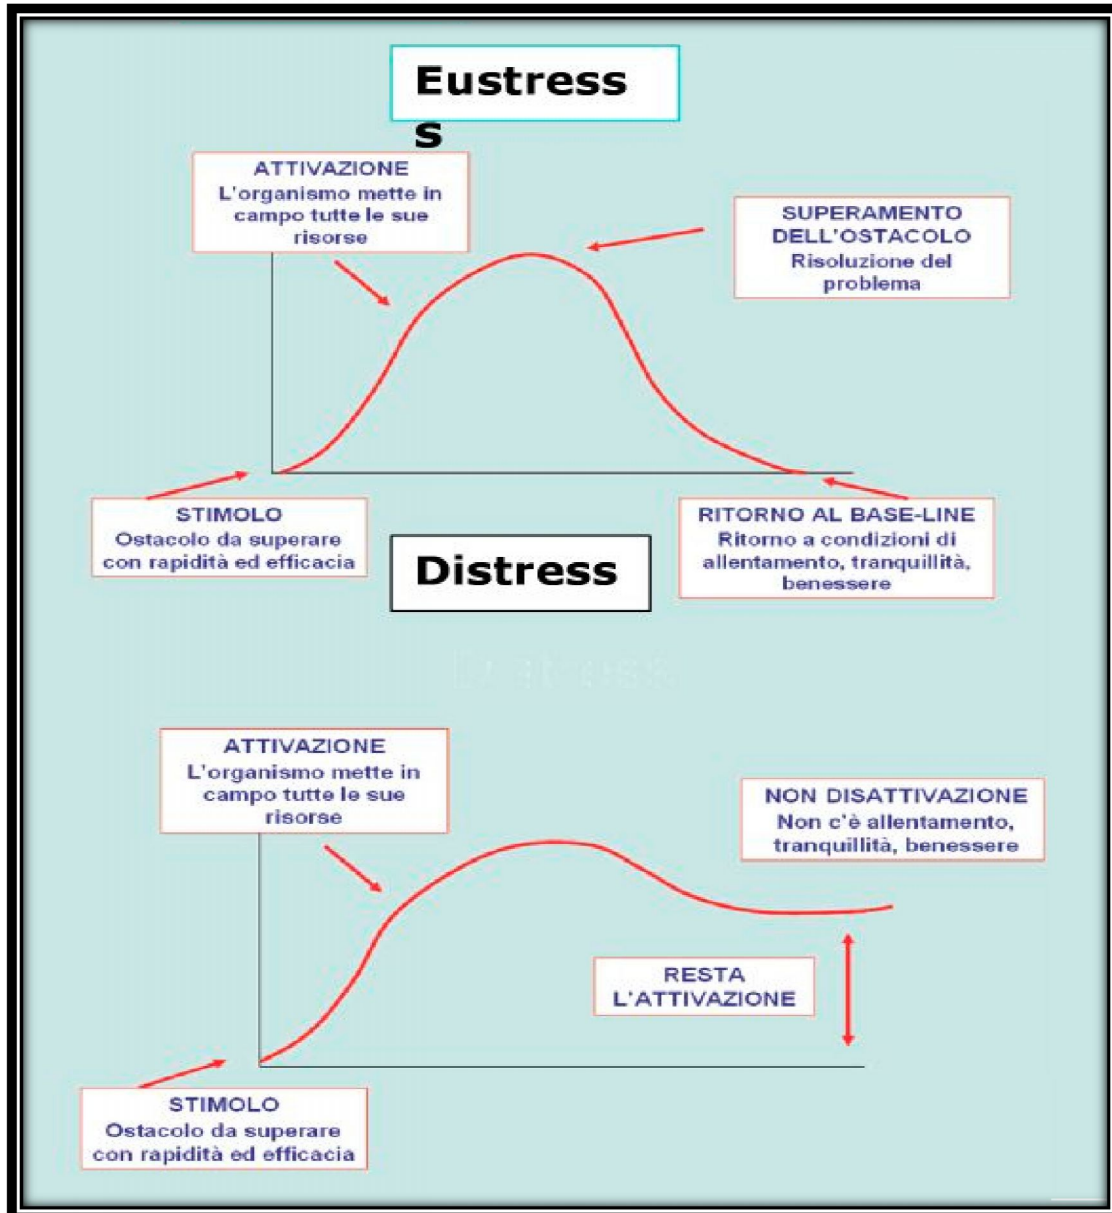 Eustress
s
ATTIVAZIONE
L'organismo mette in
campo tutte le sue
risorse
SUPERAMENTO
DELL'OSTACOLO
Risoluzione del
problema
STIMOLO
Ostacolo da superare
con rapidità ed efficacia
RITORNO AL BASE-LINE
Ritorno a condizioni di
allentamento, tranquillità,
benessere
Distress
ATTIVAZIONE
L'organismo mette in
campo tutte le sue
risorse
NON DISATTIVAZIONE
Non c'è allentamento,
tranquillità, benessere
RESTA
L'ATTIVAZIONE
STIMOLO
Ostacolo da superare
con rapidità ed efficacia